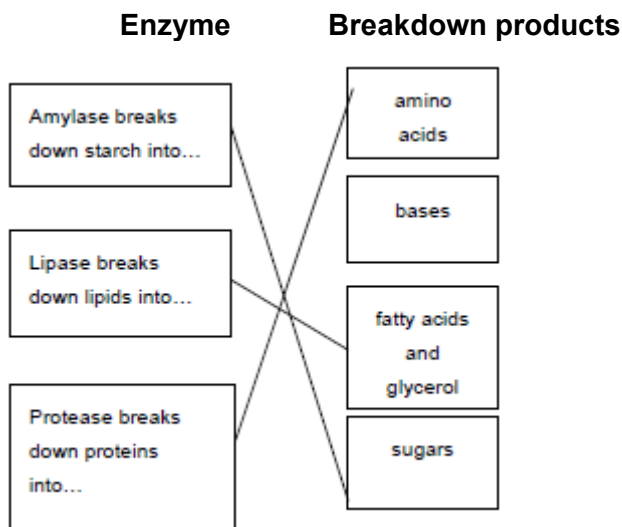 Enzyme
Breakdown products
Amylase breaks
down starch into...
Lipase breaks
down lipids into...
Protease breaks
down proteins
into...
amino
acids
bases
fatty acids
and
glycerol
sugars